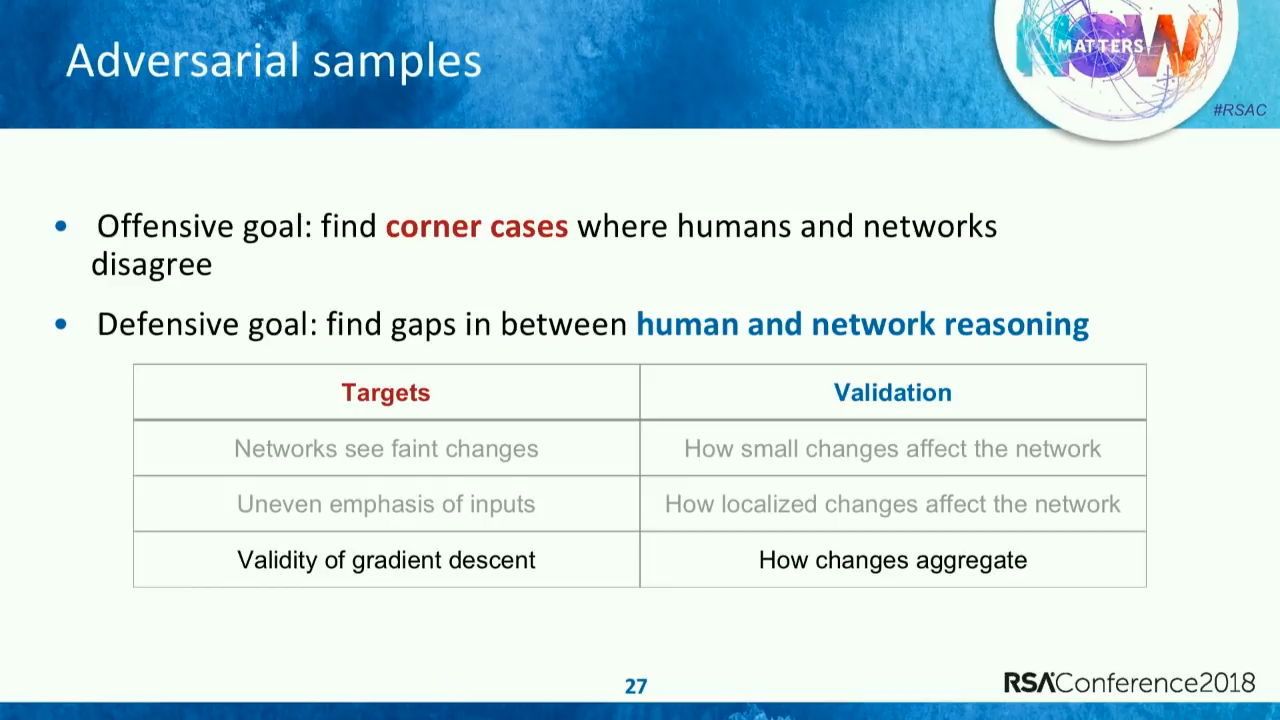 Adversarial samples
NOW
MATTERS
#RSAC
• Offensive goal: find corner cases where humans and networks
disagree
• Defensive goal: find gaps in between human and network reasoning
Targets Validation
Networks see faint changes How small changes affect the network
Uneven emphasis of inputs How localized changes affect the network
Validity of gradient descent How changes aggregate
27
RSAConference2018